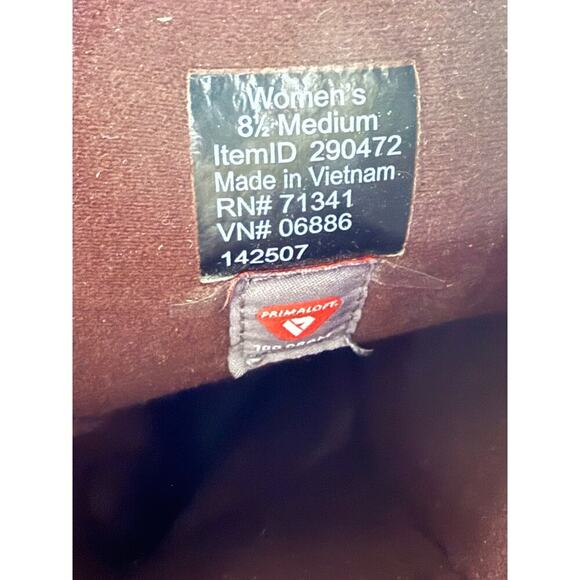 Women's
8½ Medium
ItemID 290472
Made in Vietnam
RN# 71341
VN# 06886
142507
PRIMALOFT